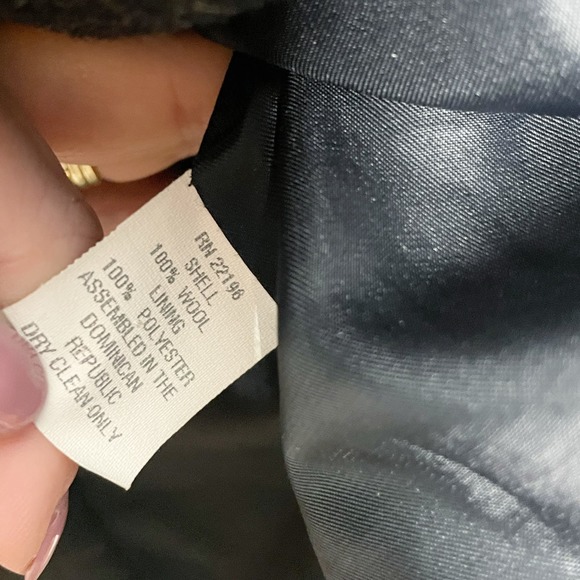 RN 22196
SHELL
100% WOOL
LINING
100% POLYESTER
ASSEMBLED IN THE
DOMINICAN
REPUBLIC
DRY CLEAN ONLY